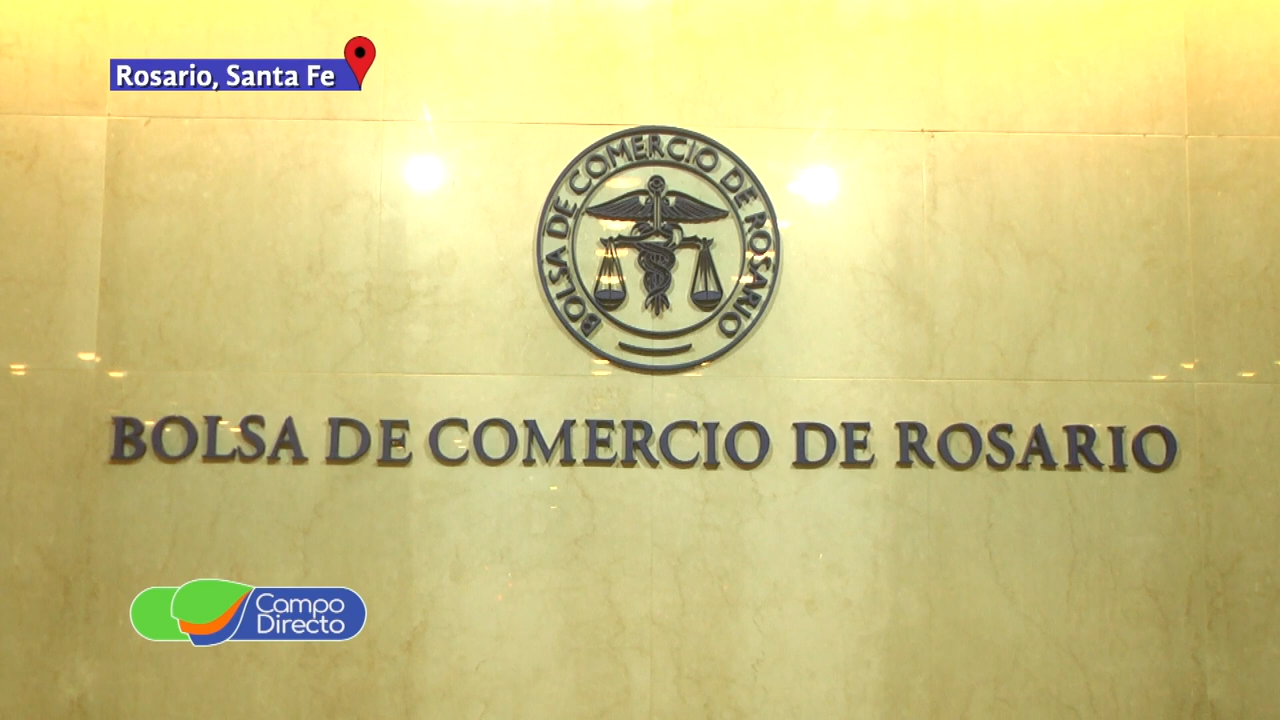 Rosario, Santa Fe
BOLSA DE COMERCIO DE ROSARIO
BOLSA DE COMERCIO DE ROSARIO
Campo
Directo